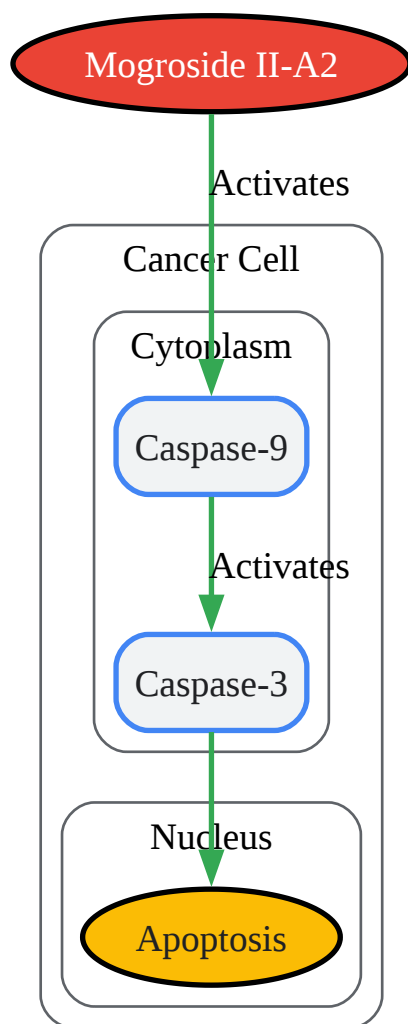 Mogroside II-A2
Activates
Cancer Cell
Cytoplasm
Caspase-9
Activates
Caspase-3
Nucleus
Apoptosis